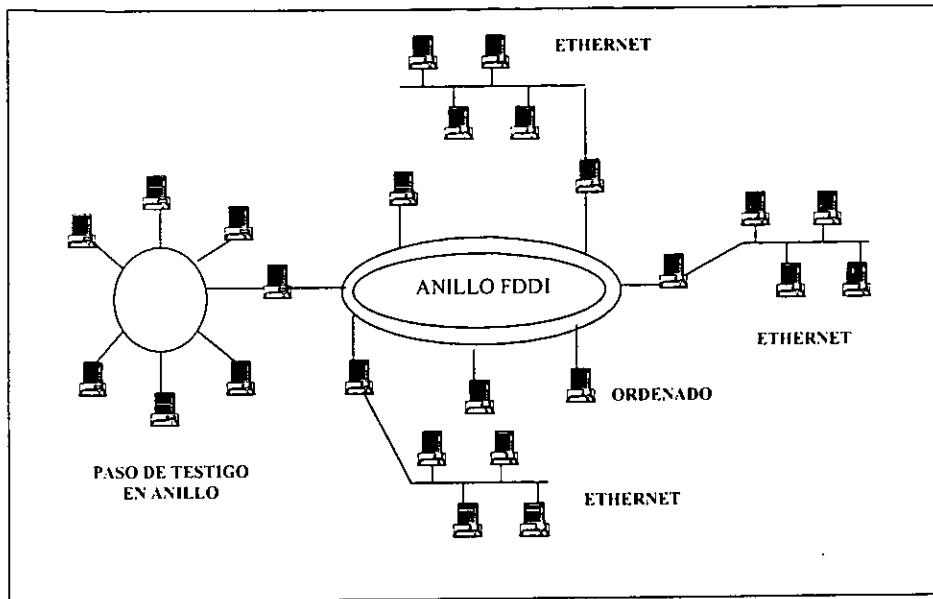 ETHERNET
ANILLO FDDI
ETHERNET
ORDENADO
PASO DE TESTIGO
EN ANILLO
ETHERNET